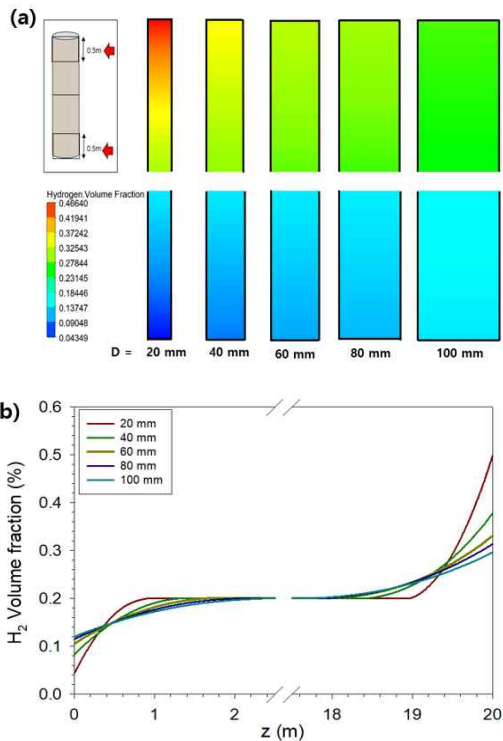 (a)
0.5m
0.5m
Hydrogen.Volume Fraction
0.46640
0.41941
0.37242
0.32543
0.27844
0.23145
0.18446
0.13747
0.09048
0.04349
D = 20 mm 40 mm 60 mm 80 mm 100 mm
b)
0.6
0.5
0.4
0.3
0.2
0.1
0.0
H2 Volume fraction (%)
20 mm
40 mm
60 mm
80 mm
100 mm
0 1 2 18 19 20
z (m)